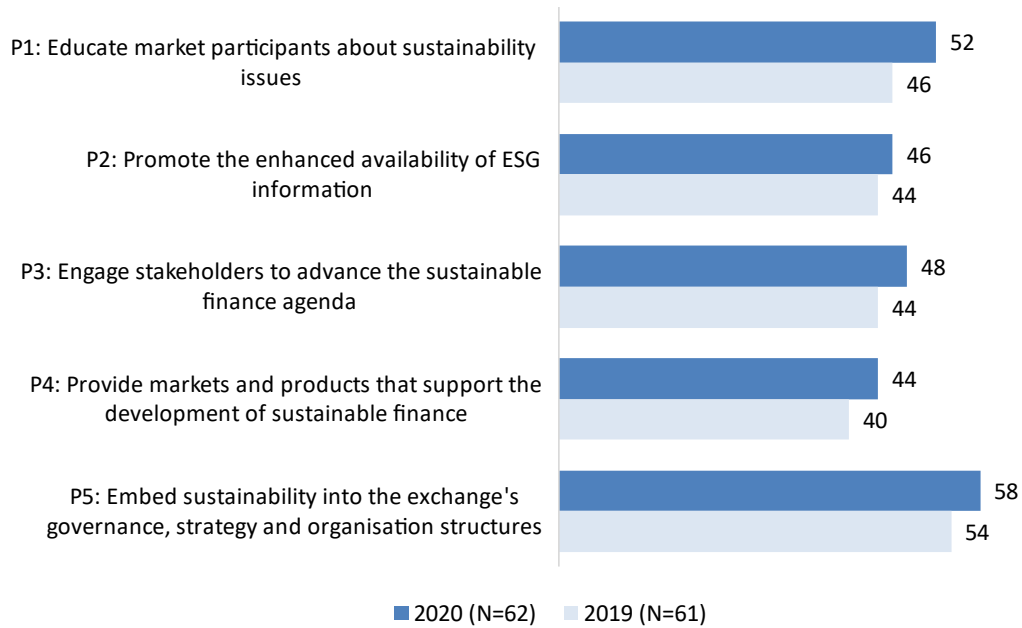 P1: Educate market participants about sustainability
issues
52
46
P2: Promote the enhanced availability of ESG
information
46
44
P3: Engage stakeholders to advance the sustainable
finance agenda
48
44
P4: Provide markets and products that support the
development of sustainable finance
44
40
P5: Embed sustainability into the exchange's
governance, strategy and organisation structures
58
54
2020 (N=62) 2019 (N=61)